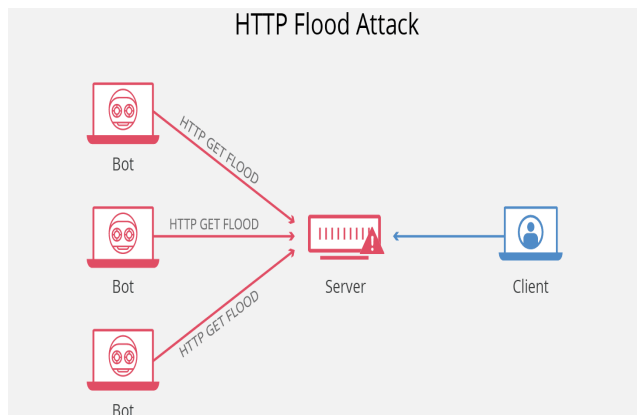 HTTP Flood Attack
HTTP GET FLOOD
Bot
HTTP GET FLOOD
Bot
Server
Client
HTTP GET FLOOD
Bot